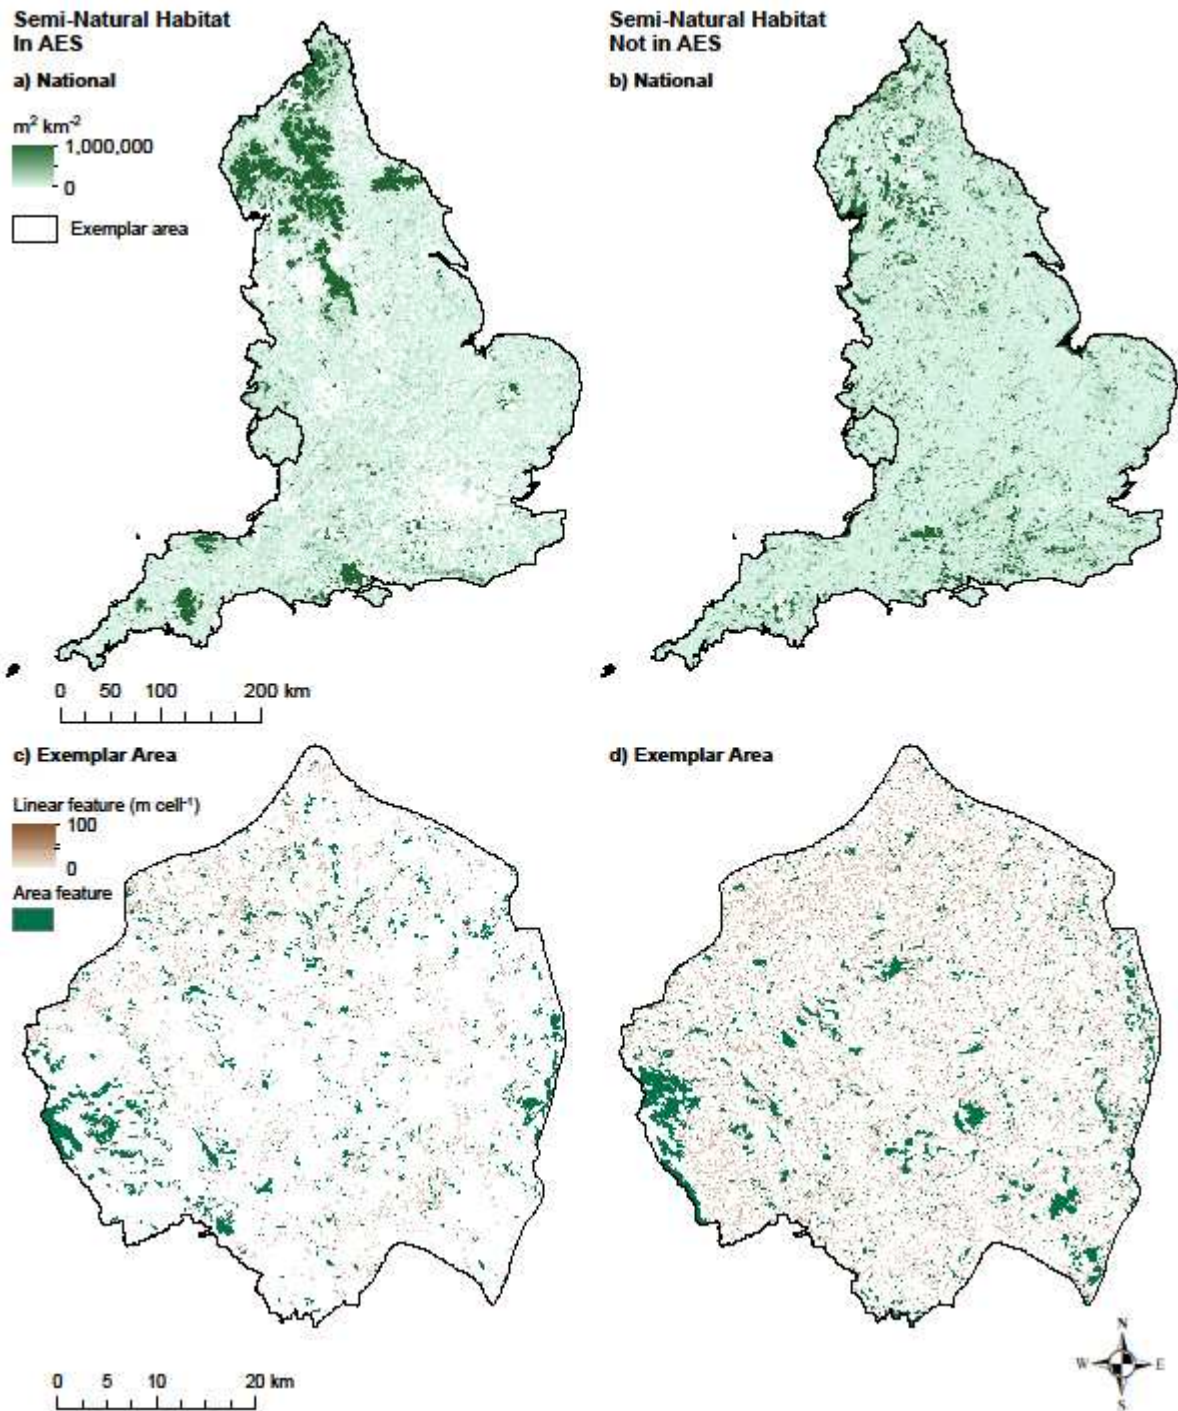 Semi-Natural Habitat
In AES
a) National
m² km⁻²
1,000,000
0
Exemplar area
0 50 100 200 km
Semi-Natural Habitat
Not in AES
b) National
c) Exemplar Area
Linear feature (m cell⁻¹)
100
0
Area feature
0 5 10 20 km
d) Exemplar Area
N
W E
S